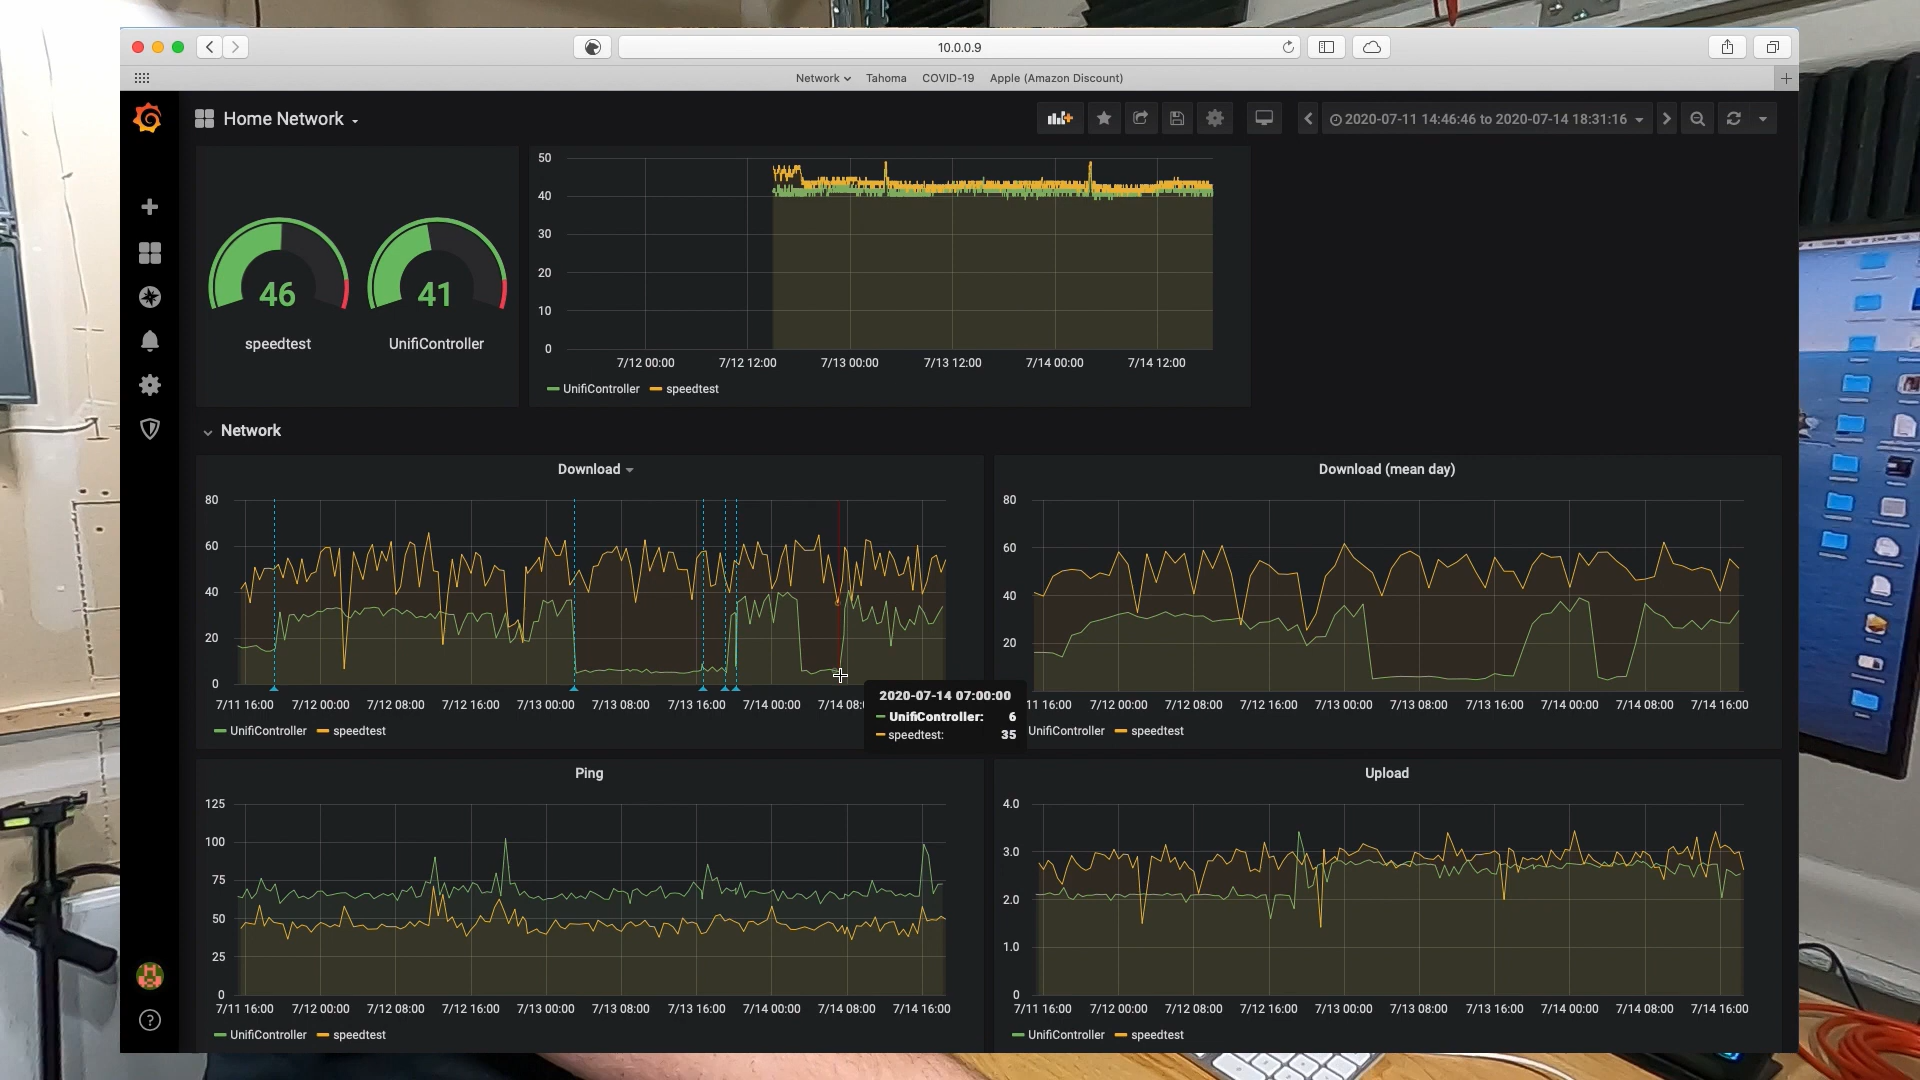 10.0.0.9
Network Tahoma COVID-19 Apple (Amazon Discount)
Home Network
2020-07-11 14:46:46 to 2020-07-14 18:31:16
46
speedtest
41
UnifiController
50
40
30
20
10
0
7/12 00:00 7/12 12:00 7/13 00:00 7/13 12:00 7/14 00:00 7/14 12:00
UnifiController speedtest
Network
Download
80
60
40
20
0
7/11 16:00 7/12 00:00 7/12 08:00 7/12 16:00 7/13 00:00 7/13 08:00 7/13 16:00 7/14 00:00 7/14 08:0
UnifiController speedtest
2020-07-14 07:00:00
UnifiController: 6
speedtest: 35
Download (mean day)
80
60
40
20
11 16:00 7/12 00:00 7/12 08:00 7/12 16:00 7/13 00:00 7/13 08:00 7/13 16:00 7/14 00:00 7/14 08:00 7/14 16:00
UnifiController speedtest
Ping
125
100
75
50
25
0
7/11 16:00 7/12 00:00 7/12 08:00 7/12 16:00 7/13 00:00 7/13 08:00 7/13 16:00 7/14 00:00 7/14 08:00 7/14 16:00
UnifiController speedtest
Upload
4.0
3.0
2.0
1.0
0
7/11 16:00 7/12 00:00 7/12 08:00 7/12 16:00 7/13 00:00 7/13 08:00 7/13 16:00 7/14 00:00 7/14 08:00 7/14 16:00
UnifiController speedtest